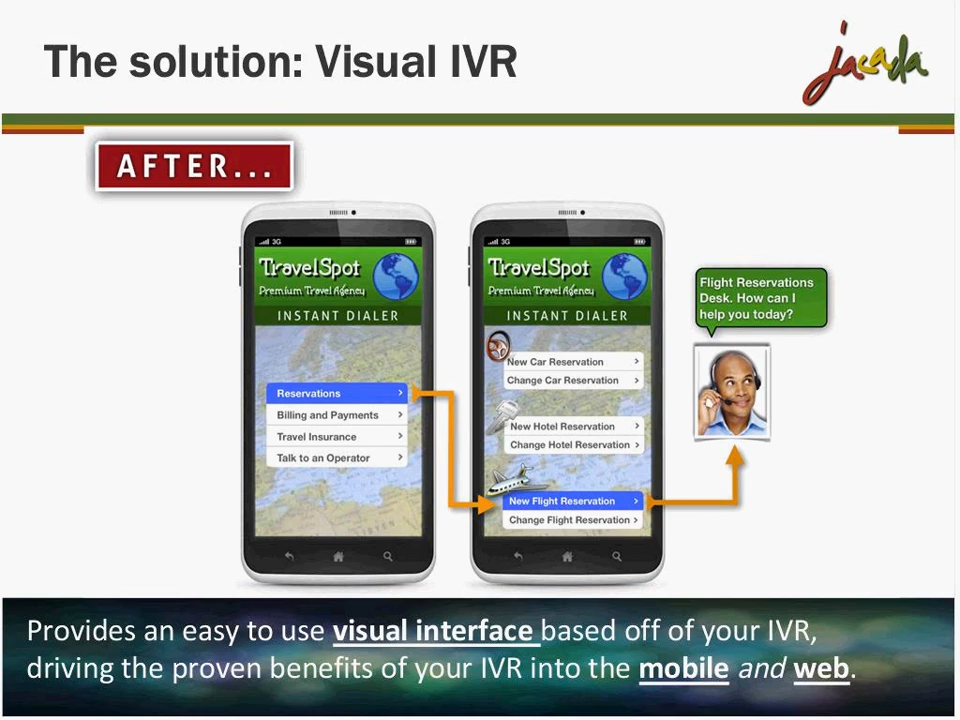 The solution: Visual IVR
jacada
AFTER...
3G
TravelSpot
Premium Travel Agency
INSTANT DIALER
Reservations
Billing and Payments
Travel Insurance
Talk to an Operator
3G
TravelSpot
Premium Travel Agency
INSTANT DIALER
New Car Reservation
Change Car Reservation
New Hotel Reservation
Change Hotel Reservation
New Flight Reservation
Change Flight Reservation
Flight Reservations
Desk. How can I
help you today?
Provides an easy to use visual interface based off of your IVR,
driving the proven benefits of your IVR into the mobile and web.